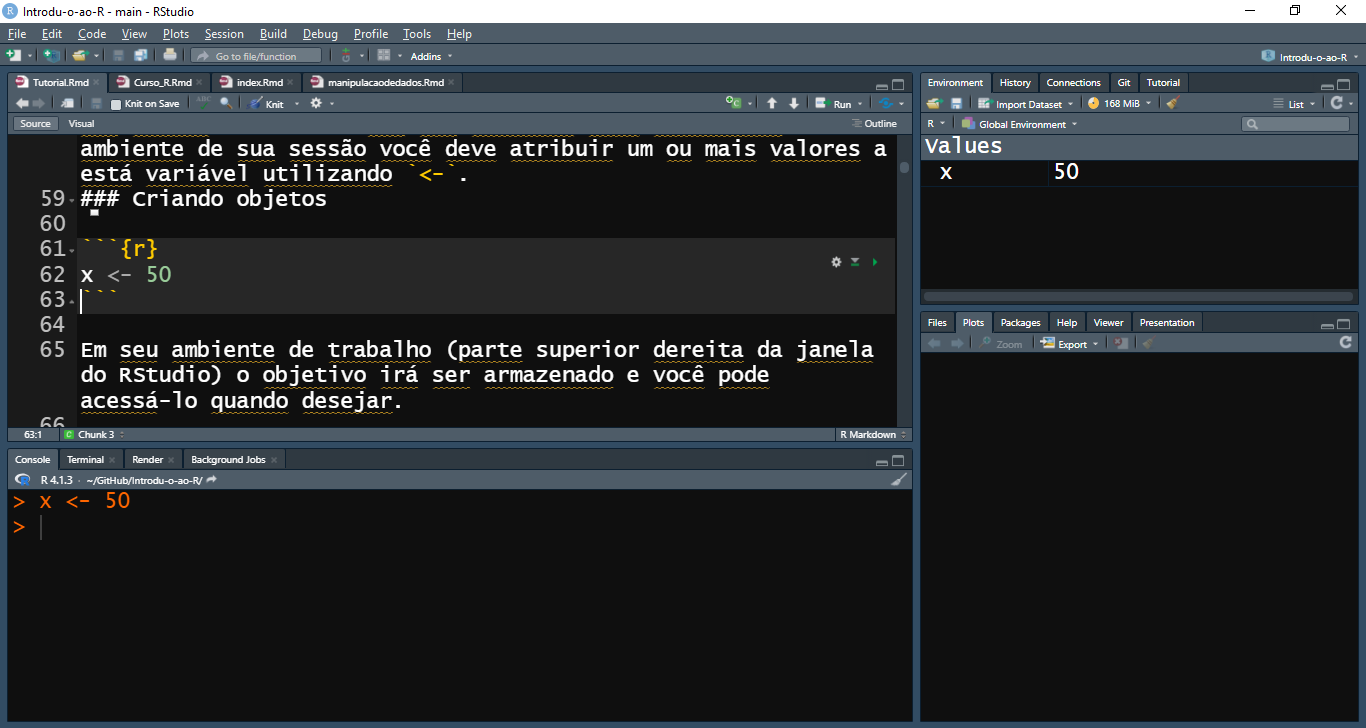 Introdu-o-ao-R - main - RStudio
File Edit Code View Plots Session Build Debug Profile Tools Help
Go to file/function Addins Introdu-o-ao-R
Tutorial.Rmd Curso_R.Rmd index.Rmd manipulacaodedados.Rmd
Knit on Save ABC Knit Run
Source Visual Outline
ambiente de sua sessão você deve atribuir um ou mais valores a
está variável utilizando `<-`.
59 ### Criando objetos
60
61 ```{r}
62 x <- 50
63 ```
64
65 Em seu ambiente de trabalho (parte superior dereita da janela
do RStudio) o objetivo irá ser armazenado e você pode
acessá-lo quando desejar.
66
63:1 Chunk 3 R Markdown
Console Terminal Render Background Jobs
R 4.1.3 · ~/GitHub/Introdu-o-ao-R/
> x <- 50
>
Environment History Connections Git Tutorial
Import Dataset 168 MiB List
R Global Environment
Values
x 50
Files Plots Packages Help Viewer Presentation
Zoom Export